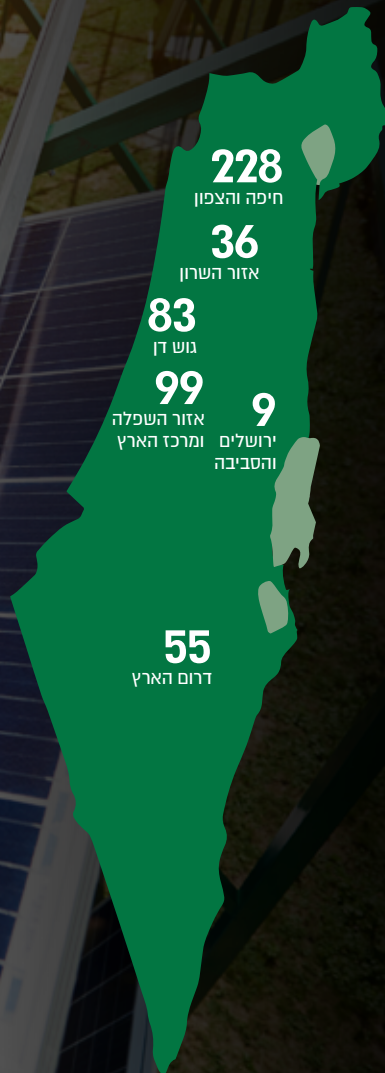 228
חיפה והצפון
36
אזור השרון
83
גוש דן
99
אזור השפלה
ומרכז הארץ
9
ירושלים
והסביבה
55
דרום הארץ